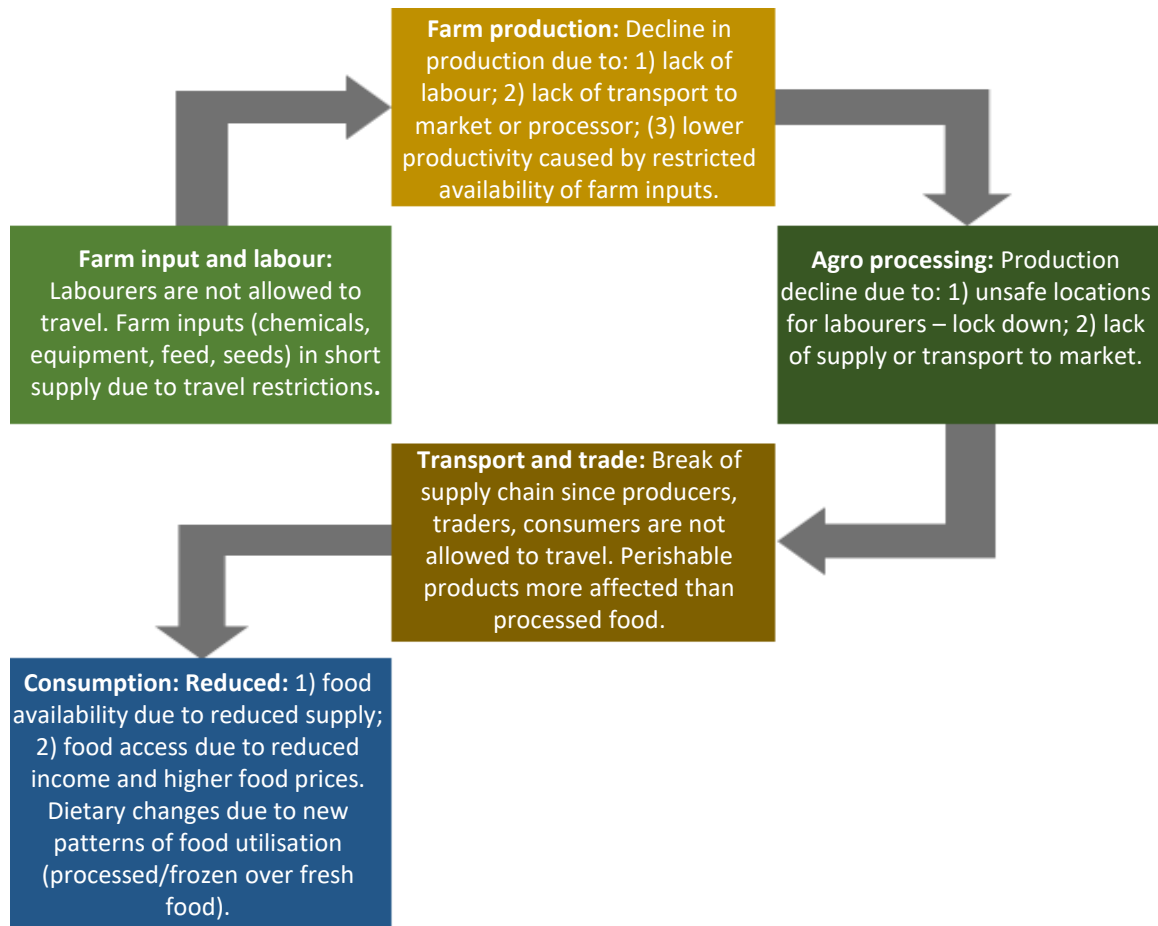 Farm production: Decline in
production due to: 1) lack of
labour; 2) lack of transport to
market or processor; (3) lower
productivity caused by restricted
availability of farm inputs.
Farm input and labour:
Labourers are not allowed to
travel. Farm inputs (chemicals,
equipment, feed, seeds) in short
supply due to travel restrictions.
Agro processing: Production
decline due to: 1) unsafe locations
for labourers – lock down; 2) lack
of supply or transport to market.
Transport and trade: Break of
supply chain since producers,
traders, consumers are not
allowed to travel. Perishable
products more affected than
processed food.
Consumption: Reduced: 1) food
availability due to reduced supply;
2) food access due to reduced
income and higher food prices.
Dietary changes due to new
patterns of food utilisation
(processed/frozen over fresh
food).